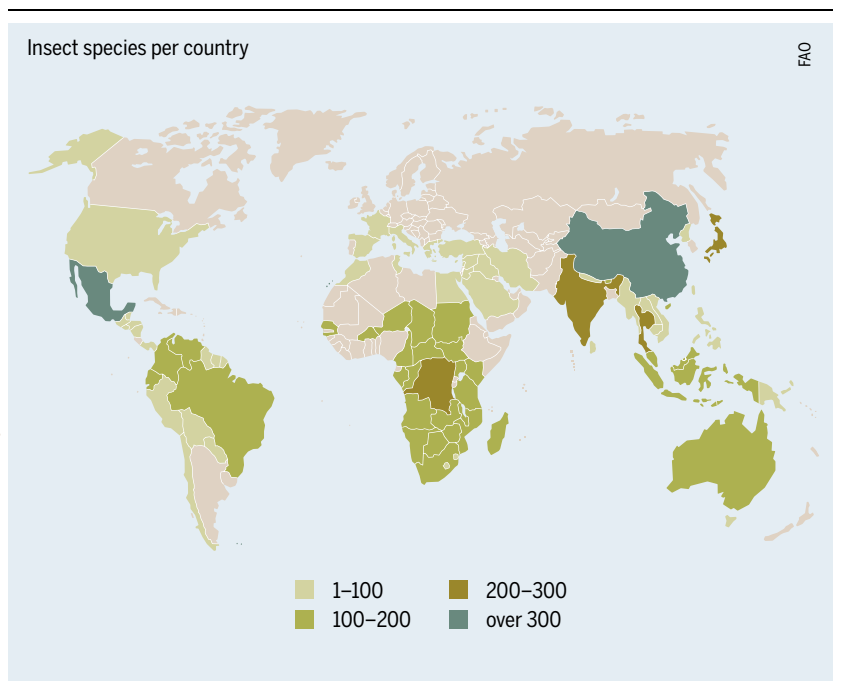 Insect species per country
FAO
1–100
100–200
200–300
over 300